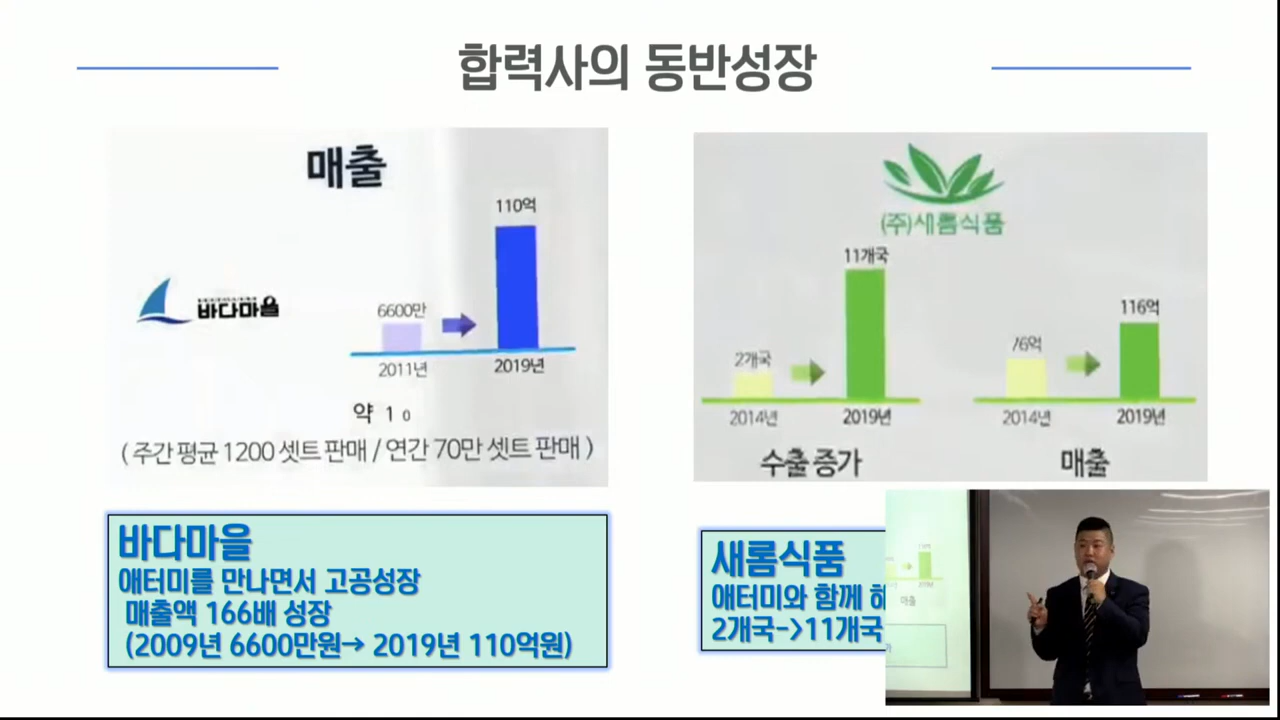 합력사의 동반성장
매출
110억
6600만
바다마을
2011년
2019년
약 1 0
( 주간 평균 1200 셋트 판매 / 연간 70만 셋트 판매 )
(주)새롬식품
11개국
2개국
2014년
2019년
수출 증가
116억
76억
2014년
2019년
매출
바다마을
애터미를 만나면서 고공성장
매출액 166배 성장
(2009년 6600만원→ 2019년 110억원)
새롬식품
애터미와 함께 해
2개국->11개국
매출